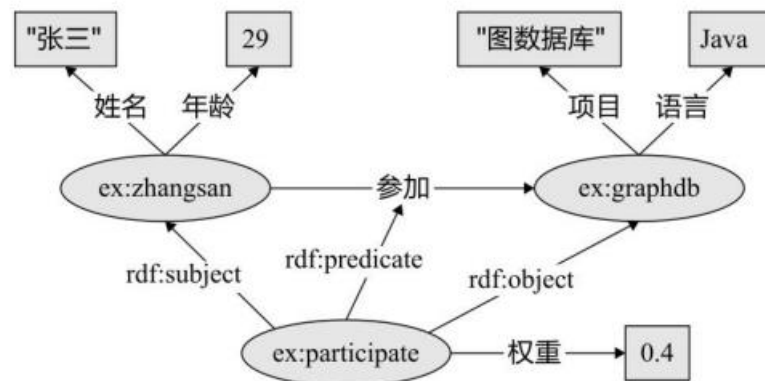 "张三"
29
"图数据库"
Java
姓名
年龄
项目
语言
ex:zhangsan
参加
ex:graphdb
rdf:subject
rdf:predicate
rdf:object
ex:participate
权重
0.4